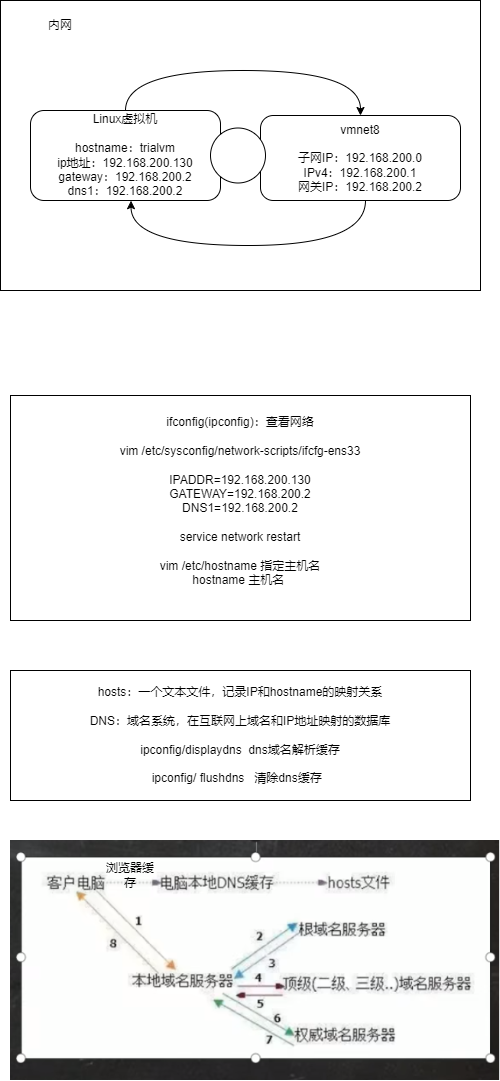 内网
Linux虚拟机
hostname：trialvm
ip地址：192.168.200.130
gateway：192.168.200.2
dns1：192.168.200.2
vmnet8
子网IP：192.168.200.0
IPv4：192.168.200.1
网关IP：192.168.200.2
ifconfig(ipconfig)：查看网络
vim /etc/sysconfig/network-scripts/ifcfg-ens33
IPADDR=192.168.200.130
GATEWAY=192.168.200.2
DNS1=192.168.200.2
service network restart
vim /etc/hostname 指定主机名
hostname 主机名
hosts：一个文本文件，记录IP和hostname的映射关系
DNS：域名系统，在互联网上域名和IP地址映射的数据库
ipconfig/displaydns  dns域名解析缓存
ipconfig/ flushdns   清除dns缓存
浏览器缓
存
客户电脑
电脑本地DNS缓存
hosts文件
1
8
2
根域名服务器
3
本地域名服务器
4
顶级(二级、三级..)域名服务器
5
6
7
权威域名服务器